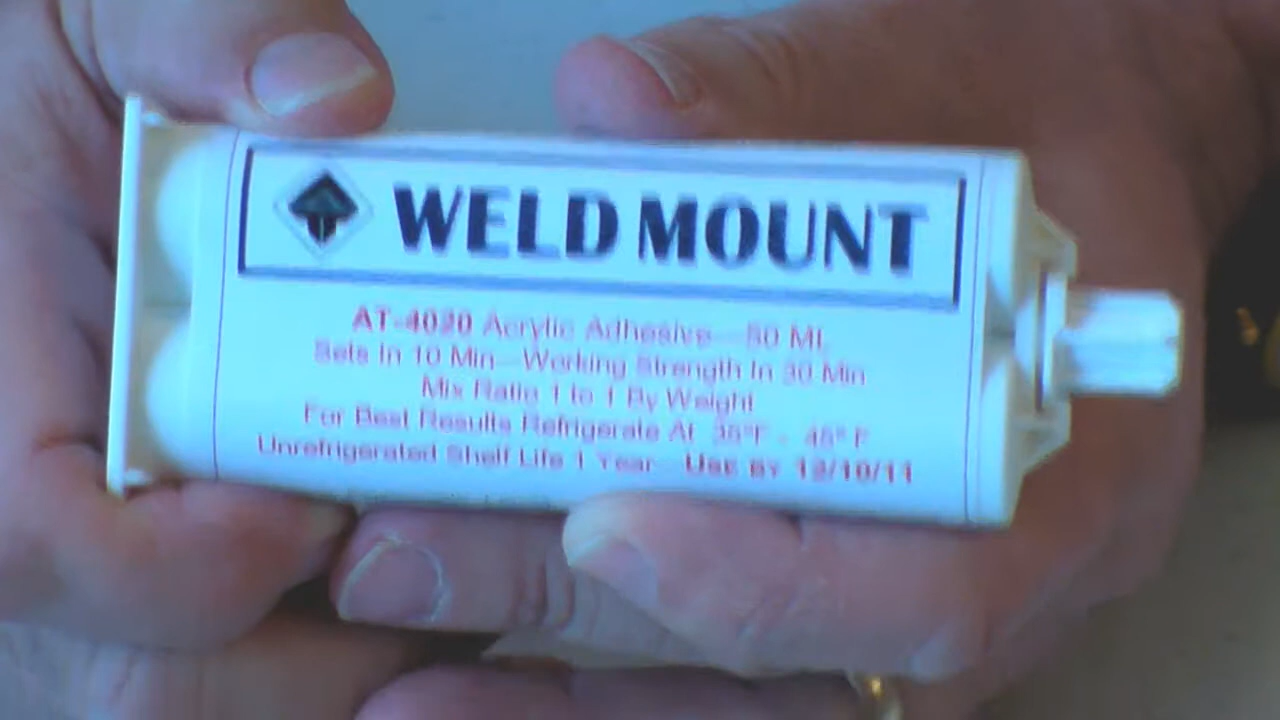 WELD MOUNT
AT-4020 Acrylic Adhesive—50 ML
Sets In 10 Min—Working Strength In 30 Min
Mix Ratio 1 to 1 By Weight
For Best Results Refrigerate At 35°F - 45° F
Unrefrigerated Shelf Life 1 Year USE BY 12/10/11